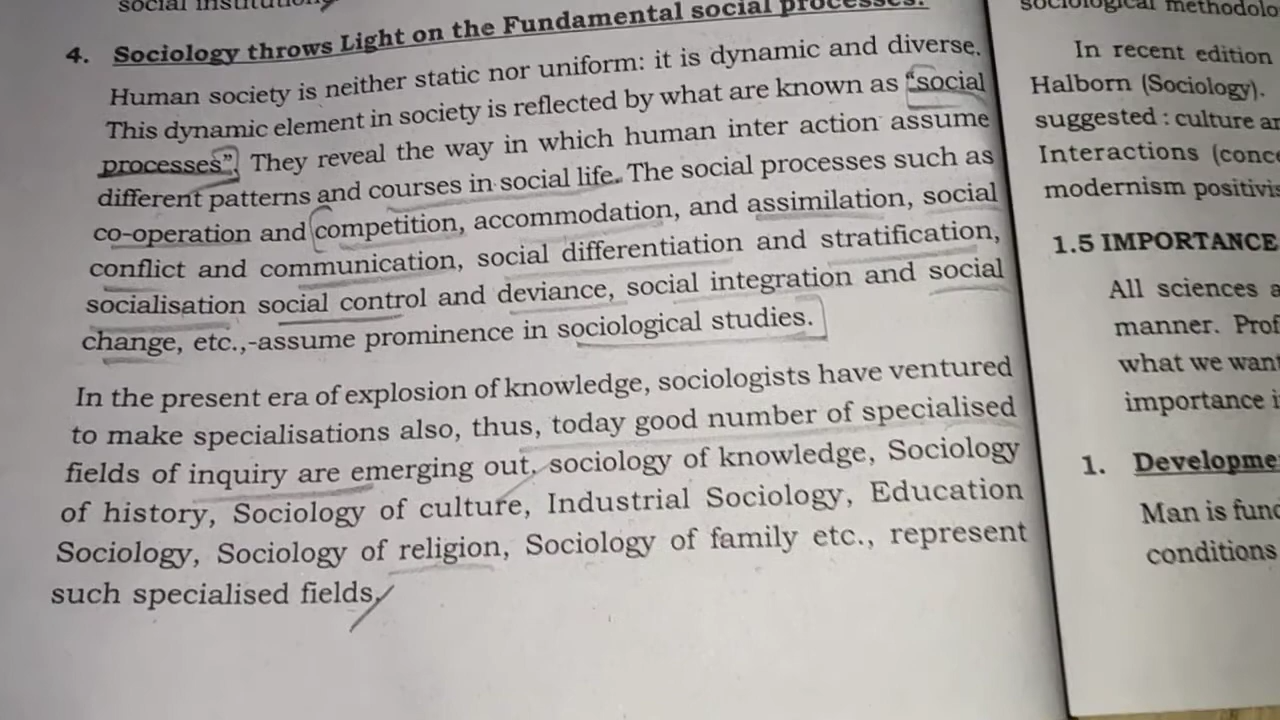 social institution
4. Sociology throws Light on the Fundamental social processes.
Human society is neither static nor uniform: it is dynamic and diverse.
This dynamic element in society is reflected by what are known as “social
processes”. They reveal the way in which human inter action assume
different patterns and courses in social life. The social processes such as
co-operation and competition, accommodation, and assimilation, social
conflict and communication, social differentiation and stratification,
socialisation social control and deviance, social integration and social
change, etc.,-assume prominence in sociological studies.
In the present era of explosion of knowledge, sociologists have ventured
to make specialisations also, thus, today good number of specialised
fields of inquiry are emerging out, sociology of knowledge, Sociology
of history, Sociology of culture, Industrial Sociology, Education
Sociology, Sociology of religion, Sociology of family etc., represent
such specialised fields.
sociological methodolo
In recent edition
Halborn (Sociology).
suggested : culture an
Interactions (conce
modernism positivis
1.5 IMPORTANCE
All sciences a
manner. Prof
what we want
importance i
1. Developme
Man is fund
conditions